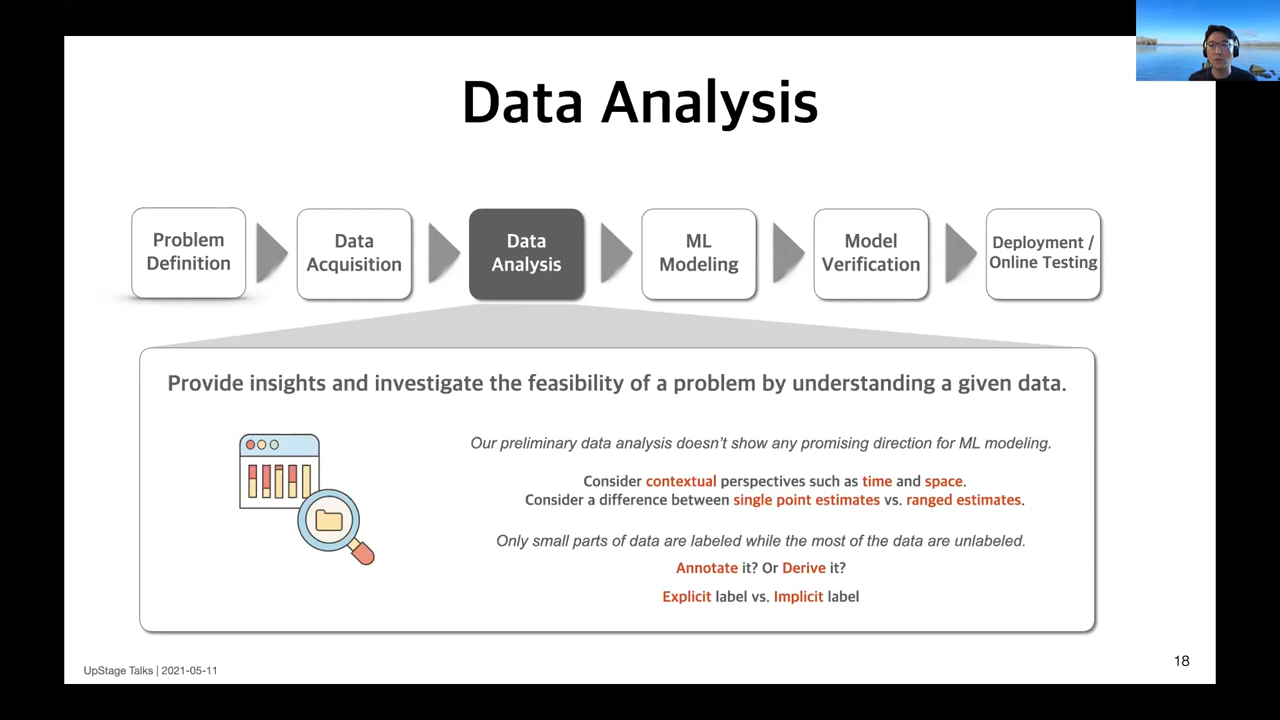 Data Analysis
Problem
Definition
Data
Acquisition
Data
Analysis
ML
Modeling
Model
Verification
Deployment /
Online Testing
Provide insights and investigate the feasibility of a problem by understanding a given data.
Our preliminary data analysis doesn't show any promising direction for ML modeling.
Consider contextual perspectives such as time and space.
Consider a difference between single point estimates vs. ranged estimates.
Only small parts of data are labeled while the most of the data are unlabeled.
Annotate it? Or Derive it?
Explicit label vs. Implicit label
UpStage Talks | 2021-05-11
18